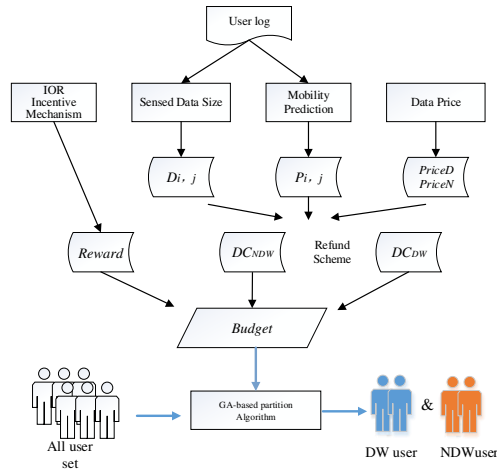 User log
IOR
Incentive
Mechanism
Sensed Data Size
Mobility
Prediction
Data Price
Di, j
Pi, j
PriceD
PriceN
Reward
DCNDW
Refund
Scheme
DCDW
Budget
GA-based partition
Algorithm
All user
set
&
DW user
NDWuser